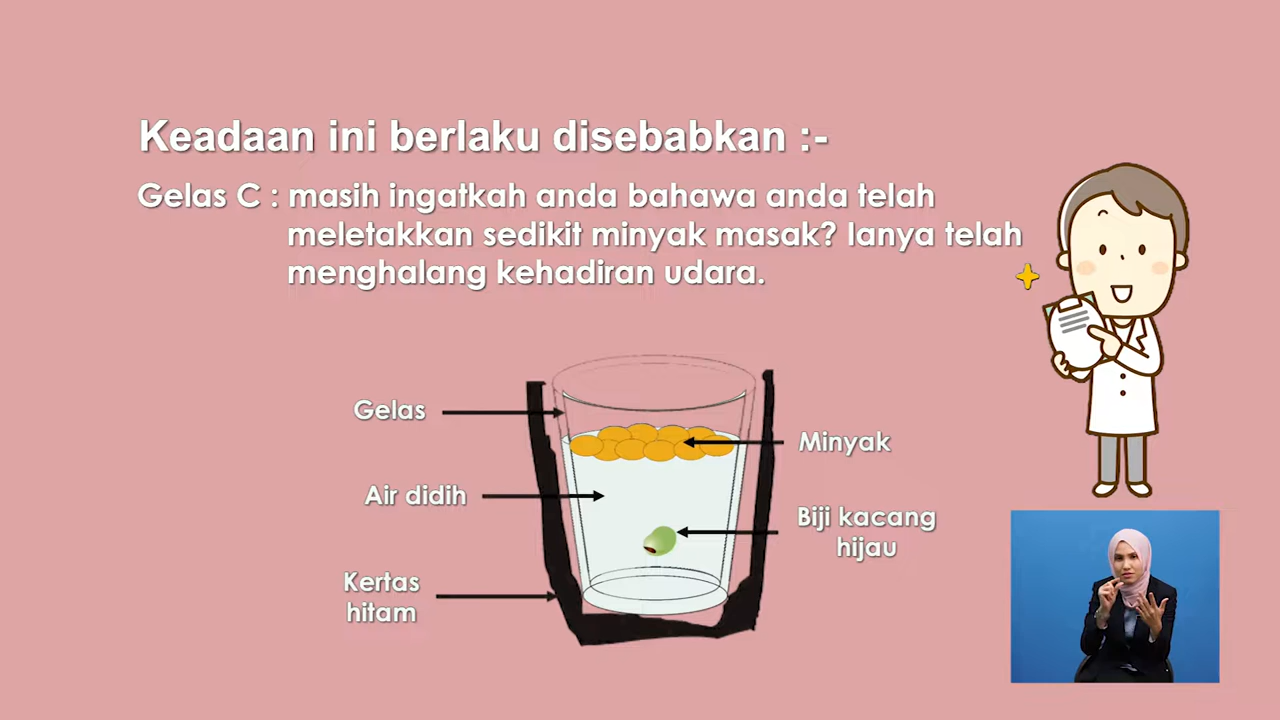 Keadaan ini berlaku disebabkan :-
Gelas C : masih ingatkah anda bahawa anda telah
meletakkan sedikit minyak masak? Ianya telah
menghalang kehadiran udara.
Gelas
Minyak
Air didih
Biji kacang
hijau
Kertas
hitam